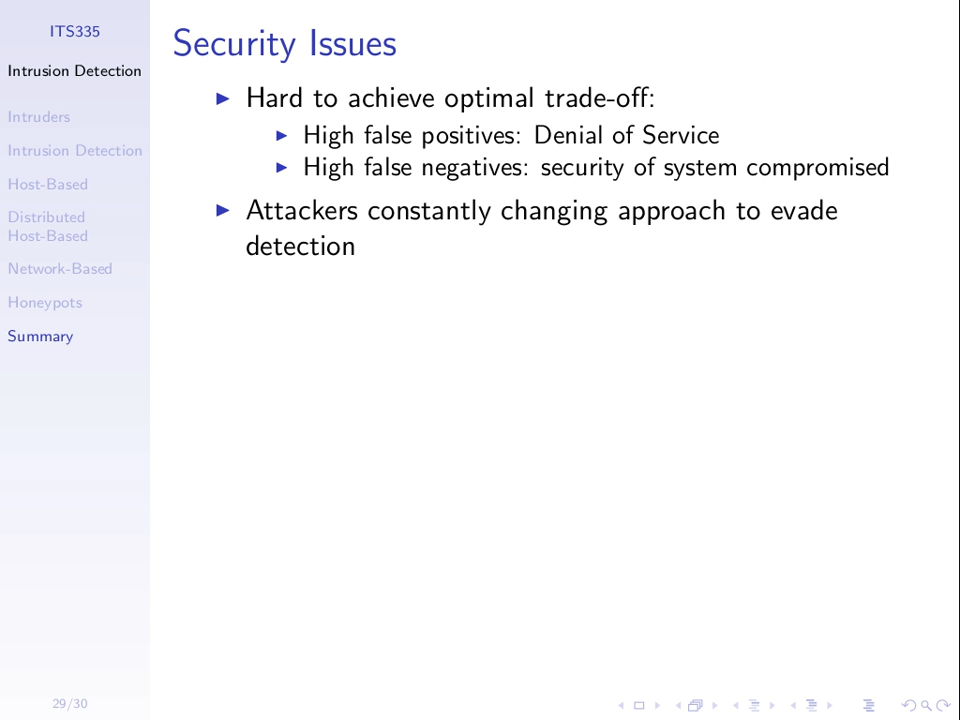 ITS335
Intrusion Detection
Intruders
Intrusion Detection
Host-Based
Distributed
Host-Based
Network-Based
Honeypots
Summary
29/30
Security Issues
Hard to achieve optimal trade-off:
High false positives: Denial of Service
High false negatives: security of system compromised
Attackers constantly changing approach to evade
detection